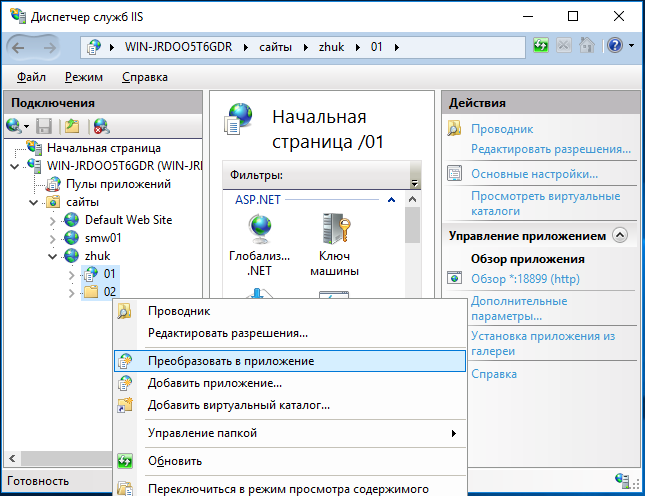 Диспетчер служб IIS
WIN-JRDOO5T6GDR
сайты
zhuk
01
Файл
Режим
Справка
Подключения
Начальная страница
WIN-JRDOO5T6GDR (WIN-JRD
Пулы приложений
сайты
Default Web Site
smw01
zhuk
01
02
Начальная
страница /01
Фильтры:
ASP.NET
Глобализ...
.NET
Ключ
машины
Действия
Проводник
Редактировать разрешения...
Основные настройки...
Просмотреть виртуальные
каталоги
Управление приложением
Обзор приложения
Обзор *:18899 (http)
Дополнительные
параметры...
Установка приложения из
галереи
Справка
Проводник
Редактировать разрешения...
Преобразовать в приложение
Добавить приложение...
Добавить виртуальный каталог...
Управление папкой
Обновить
Переключиться в режим просмотра содержимого
Готовность